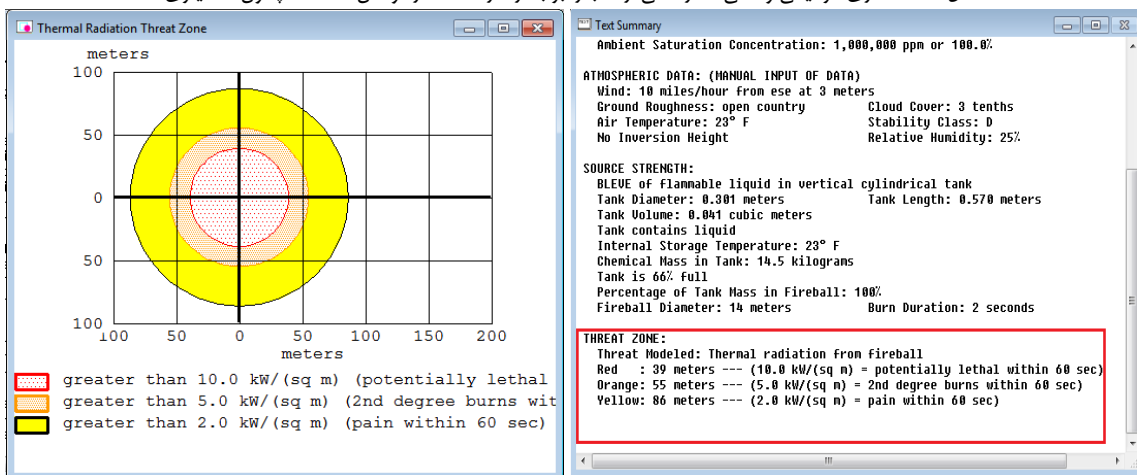 Thermal Radiation Threat Zone
meters
100
50
0
50
100
100 50 0 50 100 150 200
meters
greater than 10.0 kW/(sq m) (potentially lethal
greater than 5.0 kW/(sq m) (2nd degree burns wit
greater than 2.0 kW/(sq m) (pain within 60 sec)
Text Summary
Ambient Saturation Concentration: 1,000,000 ppm or 100.0%
ATMOSPHERIC DATA: (MANUAL INPUT OF DATA)
Wind: 10 miles/hour from ese at 3 meters
Ground Roughness: open country Cloud Cover: 3 tenths
Air Temperature: 23° F Stability Class: D
No Inversion Height Relative Humidity: 25%
SOURCE STRENGTH:
BLEVE of flammable liquid in vertical cylindrical tank
Tank Diameter: 0.301 meters Tank Length: 0.570 meters
Tank Volume: 0.041 cubic meters
Tank contains liquid
Internal Storage Temperature: 23° F
Chemical Mass in Tank: 14.5 kilograms
Tank is 66% full
Percentage of Tank Mass in Fireball: 100%
Fireball Diameter: 14 meters Burn Duration: 2 seconds
THREAT ZONE:
Threat Modeled: Thermal radiation from fireball
Red : 39 meters --- (10.0 kW/(sq m) = potentially lethal within 60 sec)
Orange: 55 meters --- (5.0 kW/(sq m) = 2nd degree burns within 60 sec)
Yellow: 86 meters --- (2.0 kW/(sq m) = pain within 60 sec)